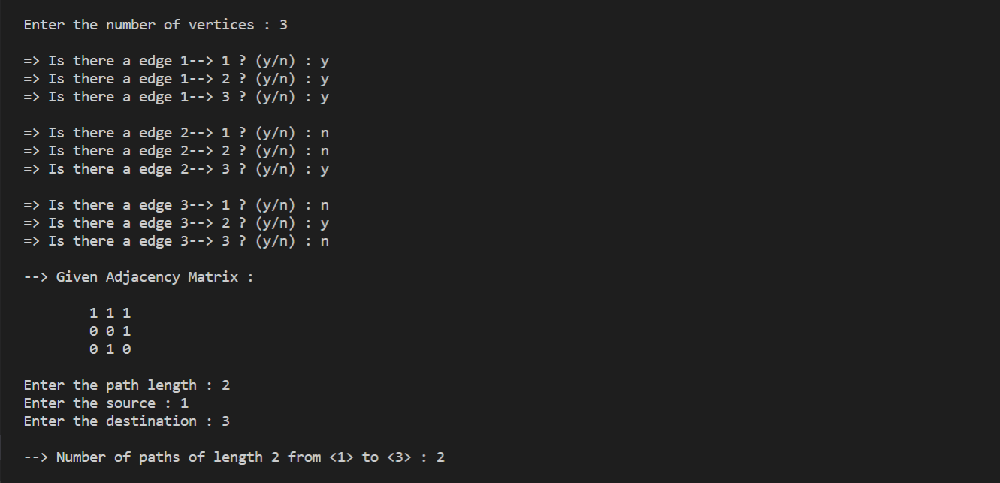 Enter the number of vertices : 3
=> Is there a edge 1--> 1 ? (y/n) : y
=> Is there a edge 1--> 2 ? (y/n) : y
=> Is there a edge 1--> 3 ? (y/n) : y
=> Is there a edge 2--> 1 ? (y/n) : n
=> Is there a edge 2--> 2 ? (y/n) : n
=> Is there a edge 2--> 3 ? (y/n) : y
=> Is there a edge 3--> 1 ? (y/n) : n
=> Is there a edge 3--> 2 ? (y/n) : y
=> Is there a edge 3--> 3 ? (y/n) : n
--> Given Adjacency Matrix :
1 1 1
0 0 1
0 1 0
Enter the path length : 2
Enter the source : 1
Enter the destination : 3
--> Number of paths of length 2 from <1> to <3> : 2